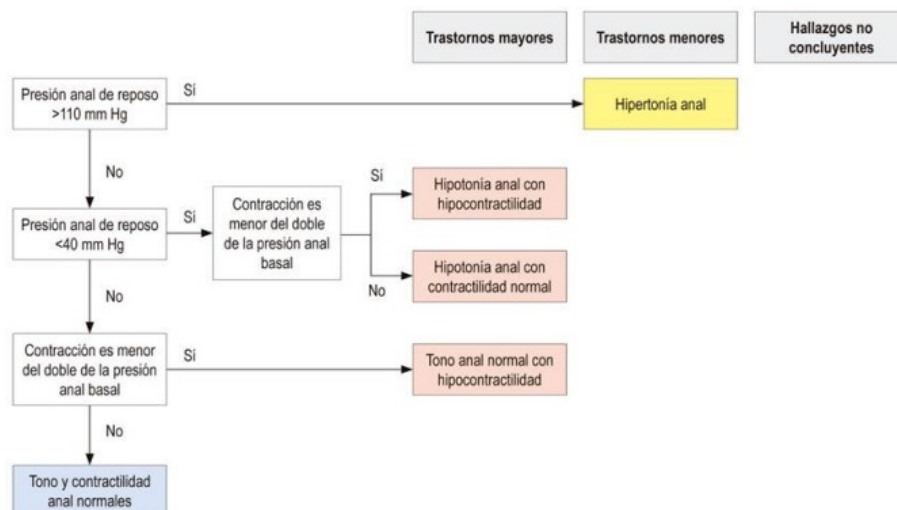 Trastornos mayores
Trastornos menores
Hallazgos no
concluyentes
Presión anal de reposo
>110 mm Hg
Sí
Hipertonía anal
No
Presión anal de reposo
<40 mm Hg
Sí
Contracción es
menor del doble
de la presión anal
basal
Sí
Hipotonía anal con
hipocontractilidad
No
Hipotonía anal con
contractilidad normal
No
Contracción es menor
del doble de la presión
anal basal
Sí
Tono anal normal con
hipocontractilidad
No
Tono y contractilidad
anal normales